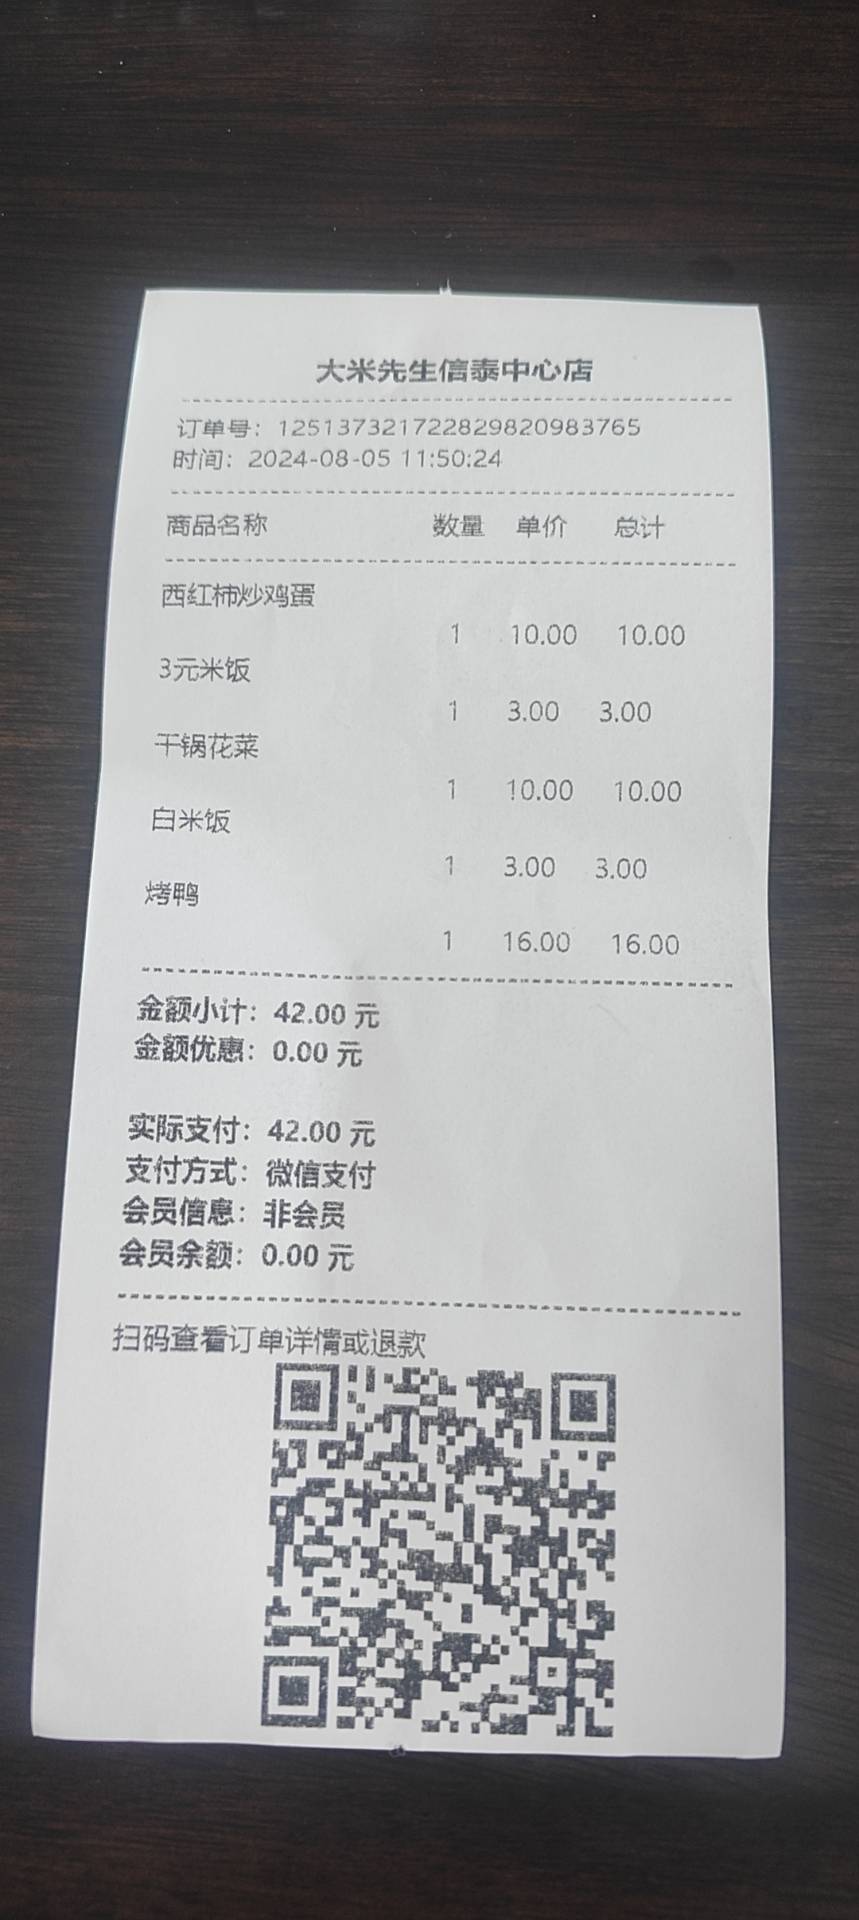 大米先生信泰中心店
订单号：1251373217228829820983765
时间：2024-08-05 11:50:24
商品名称 数量 单价 总计
西红柿炒鸡蛋
1 10.00 10.00
3元米饭
1 3.00 3.00
干锅花菜
1 10.00 10.00
白米饭
1 3.00 3.00
烤鸭
1 16.00 16.00
金额小计：42.00 元
金额优惠：0.00 元
实际支付：42.00 元
支付方式：微信支付
会员信息：非会员
会员余额：0.00 元
扫码查看订单详情或退款